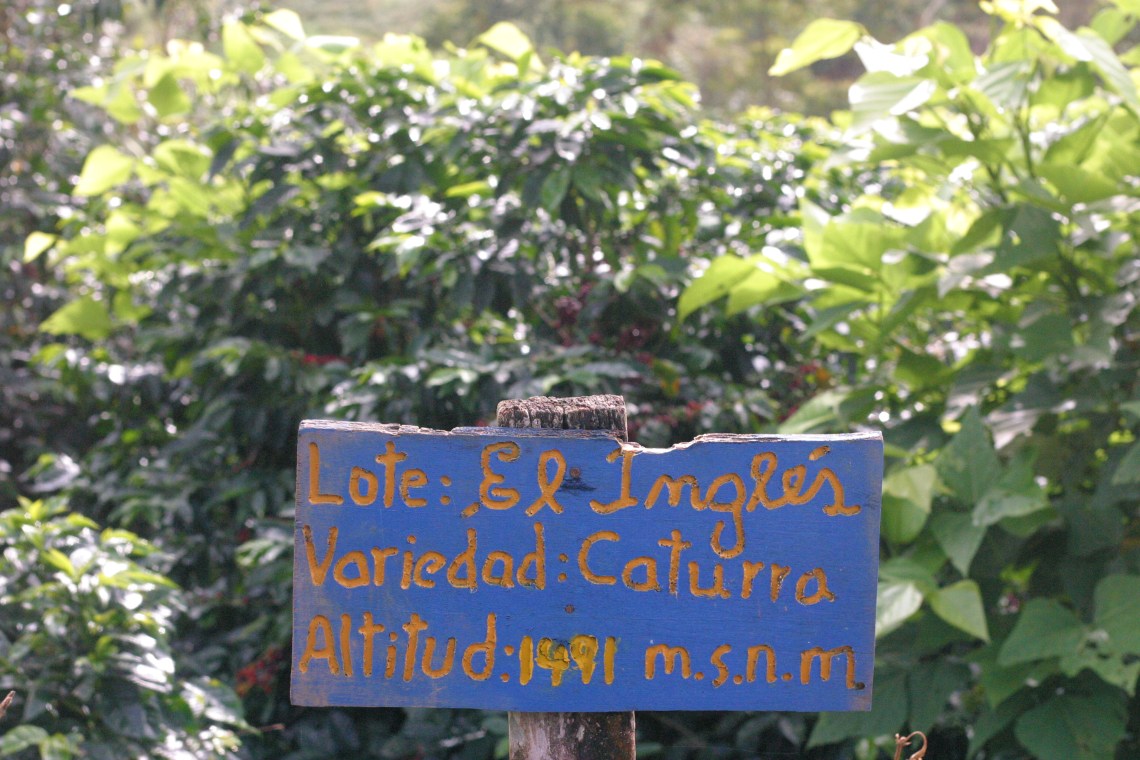 Lote: El Inglés
Variedad: Caturra
Altitud: 1491 m.s.n.m